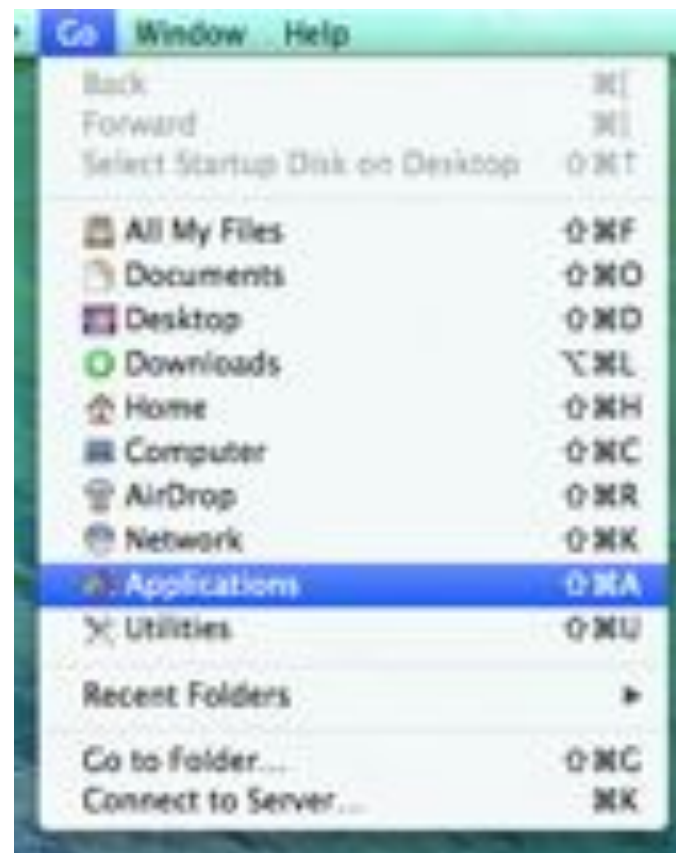 Go Window Help
Back ⌘[
Forward ⌘]
Select Startup Disk on Desktop ⇧⌘↑
All My Files ⇧⌘F
Documents ⇧⌘O
Desktop ⇧⌘D
Downloads ⌥⌘L
Home ⇧⌘H
Computer ⇧⌘C
AirDrop ⇧⌘R
Network ⇧⌘K
Applications ⇧⌘A
Utilities ⇧⌘U
Recent Folders ▶
Go to Folder... ⇧⌘G
Connect to Server... ⌘K